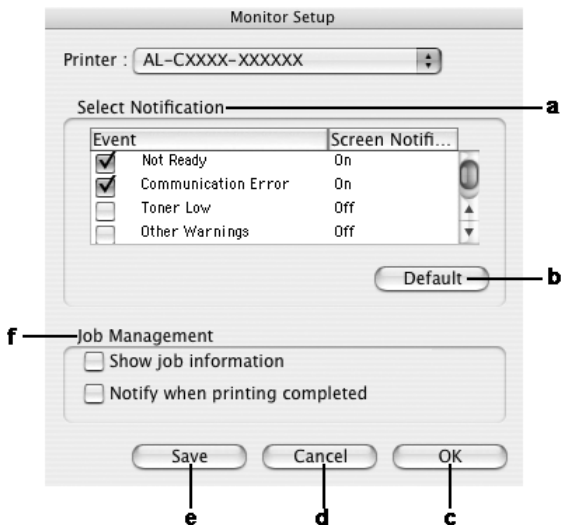 Monitor Setup
Printer : AL-CXXXX-XXXXXX
Select Notification a
Event Screen Notifi...
Not Ready On
Communication Error On
Toner Low Off
Other Warnings Off
Default b
f Job Management
Show job information
Notify when printing completed
Save Cancel OK
e d c